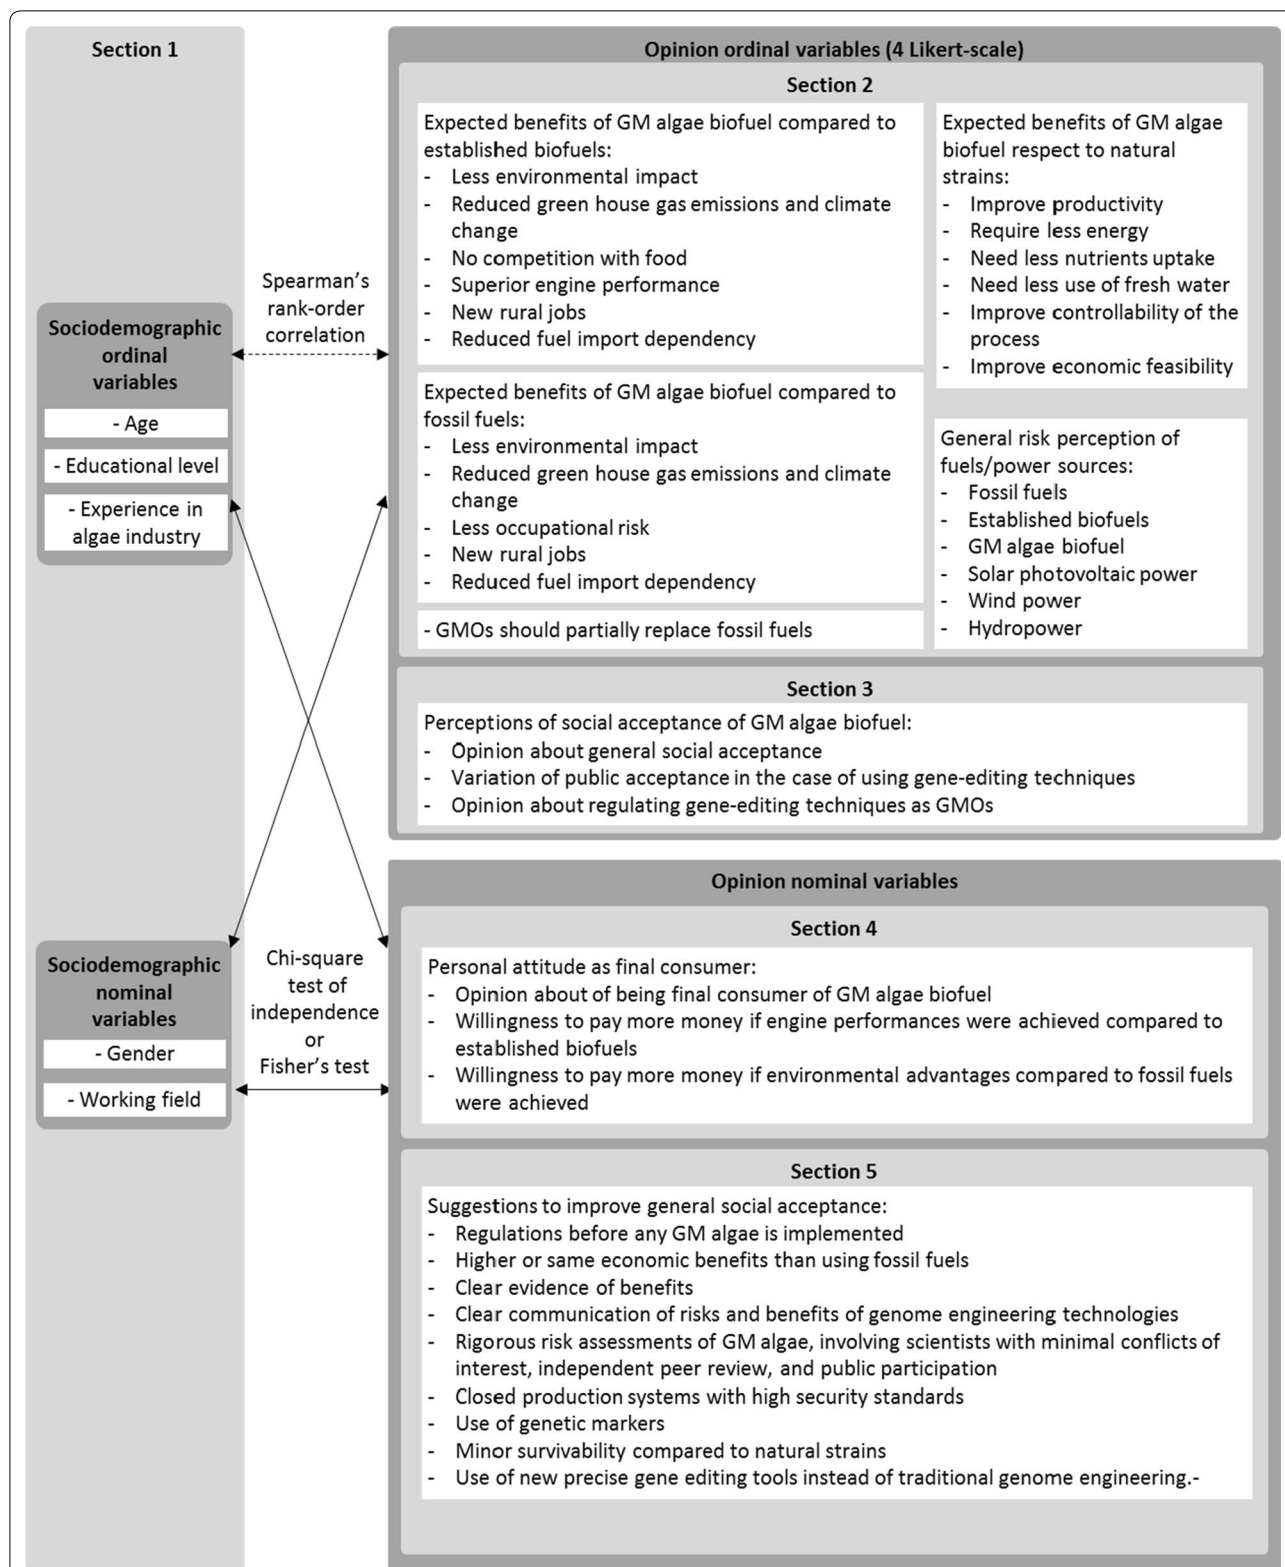 Section 1
Sociodemographic
ordinal
variables
- Age
- Educational level
- Experience in
algae industry
Sociodemographic
nominal
variables
- Gender
- Working field
Spearman's
rank-order
correlation
Chi-square
test of
independence
or
Fisher's test
Opinion ordinal variables (4 Likert-scale)
Section 2
Expected benefits of GM algae biofuel compared to
established biofuels:
- Less environmental impact
- Reduced green house gas emissions and climate
change
- No competition with food
- Superior engine performance
- New rural jobs
- Reduced fuel import dependency
Expected benefits of GM algae biofuel compared to
fossil fuels:
- Less environmental impact
- Reduced green house gas emissions and climate
change
- Less occupational risk
- New rural jobs
- Reduced fuel import dependency
- GMOs should partially replace fossil fuels
Expected benefits of GM algae
biofuel respect to natural
strains:
- Improve productivity
- Require less energy
- Need less nutrients uptake
- Need less use of fresh water
- Improve controllability of the
process
- Improve economic feasibility
General risk perception of
fuels/power sources:
- Fossil fuels
- Established biofuels
- GM algae biofuel
- Solar photovoltaic power
- Wind power
- Hydropower
Section 3
Perceptions of social acceptance of GM algae biofuel:
- Opinion about general social acceptance
- Variation of public acceptance in the case of using gene-editing techniques
- Opinion about regulating gene-editing techniques as GMOs
Opinion nominal variables
Section 4
Personal attitude as final consumer:
- Opinion about of being final consumer of GM algae biofuel
- Willingness to pay more money if engine performances were achieved compared to
established biofuels
- Willingness to pay more money if environmental advantages compared to fossil fuels
were achieved
Section 5
Suggestions to improve general social acceptance:
- Regulations before any GM algae is implemented
- Higher or same economic benefits than using fossil fuels
- Clear evidence of benefits
- Clear communication of risks and benefits of genome engineering technologies
- Rigorous risk assessments of GM algae, involving scientists with minimal conflicts of
interest, independent peer review, and public participation
- Closed production systems with high security standards
- Use of genetic markers
- Minor survivability compared to natural strains
- Use of new precise gene editing tools instead of traditional genome engineering.-